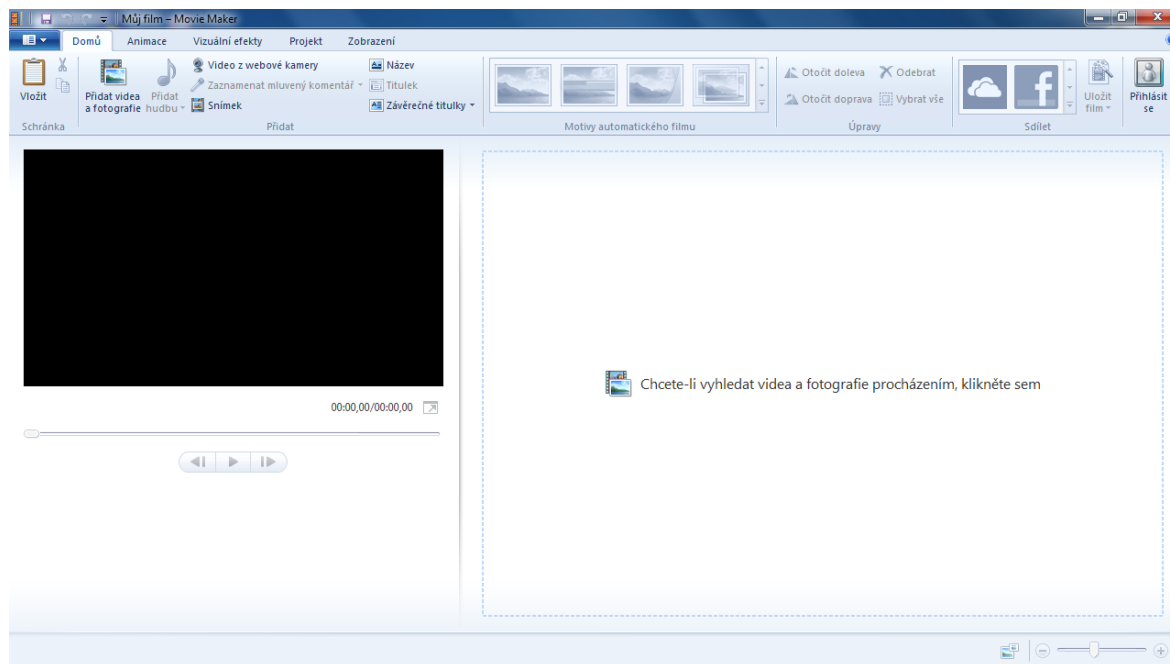 Můj film – Movie Maker
Domů Animace Vizuální efekty Projekt Zobrazení
Vložit
Schránka
Přidat videa a fotografie
Přidat hudbu
Video z webové kamery
Zaznamenat mluvený komentář
Snímek
Název
Titulek
Závěrečné titulky
Přidat
Motivy automatického filmu
Otočit doleva
Otočit doprava
Odebrat
Vybrat vše
Úpravy
f
Sdílet
Uložit film
Přihlásit se
00:00,00/00:00,00
Chcete-li vyhledat videa a fotografie procházením, klikněte sem